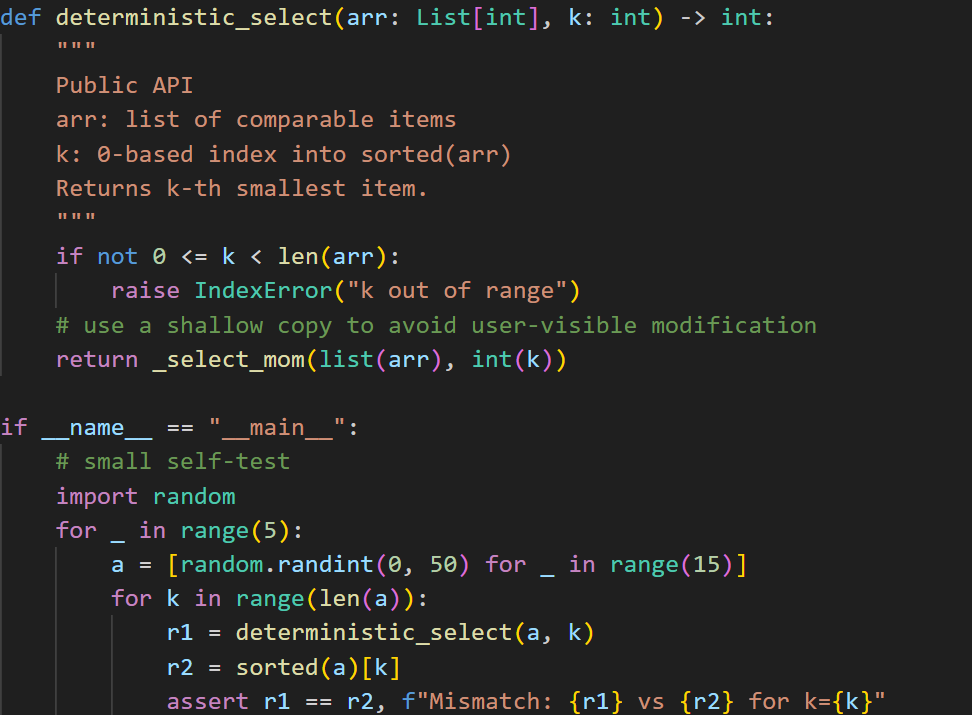 def deterministic_select(arr: List[int], k: int) -> int:
    """
    Public API
    arr: list of comparable items
    k: 0-based index into sorted(arr)
    Returns k-th smallest item.
    """
    if not 0 <= k < len(arr):
        raise IndexError("k out of range")
    # use a shallow copy to avoid user-visible modification
    return _select_mom(list(arr), int(k))

if __name__ == "__main__":
    # small self-test
    import random
    for _ in range(5):
        a = [random.randint(0, 50) for _ in range(15)]
        for k in range(len(a)):
            r1 = deterministic_select(a, k)
            r2 = sorted(a)[k]
            assert r1 == r2, f"Mismatch: {r1} vs {r2} for k={k}"